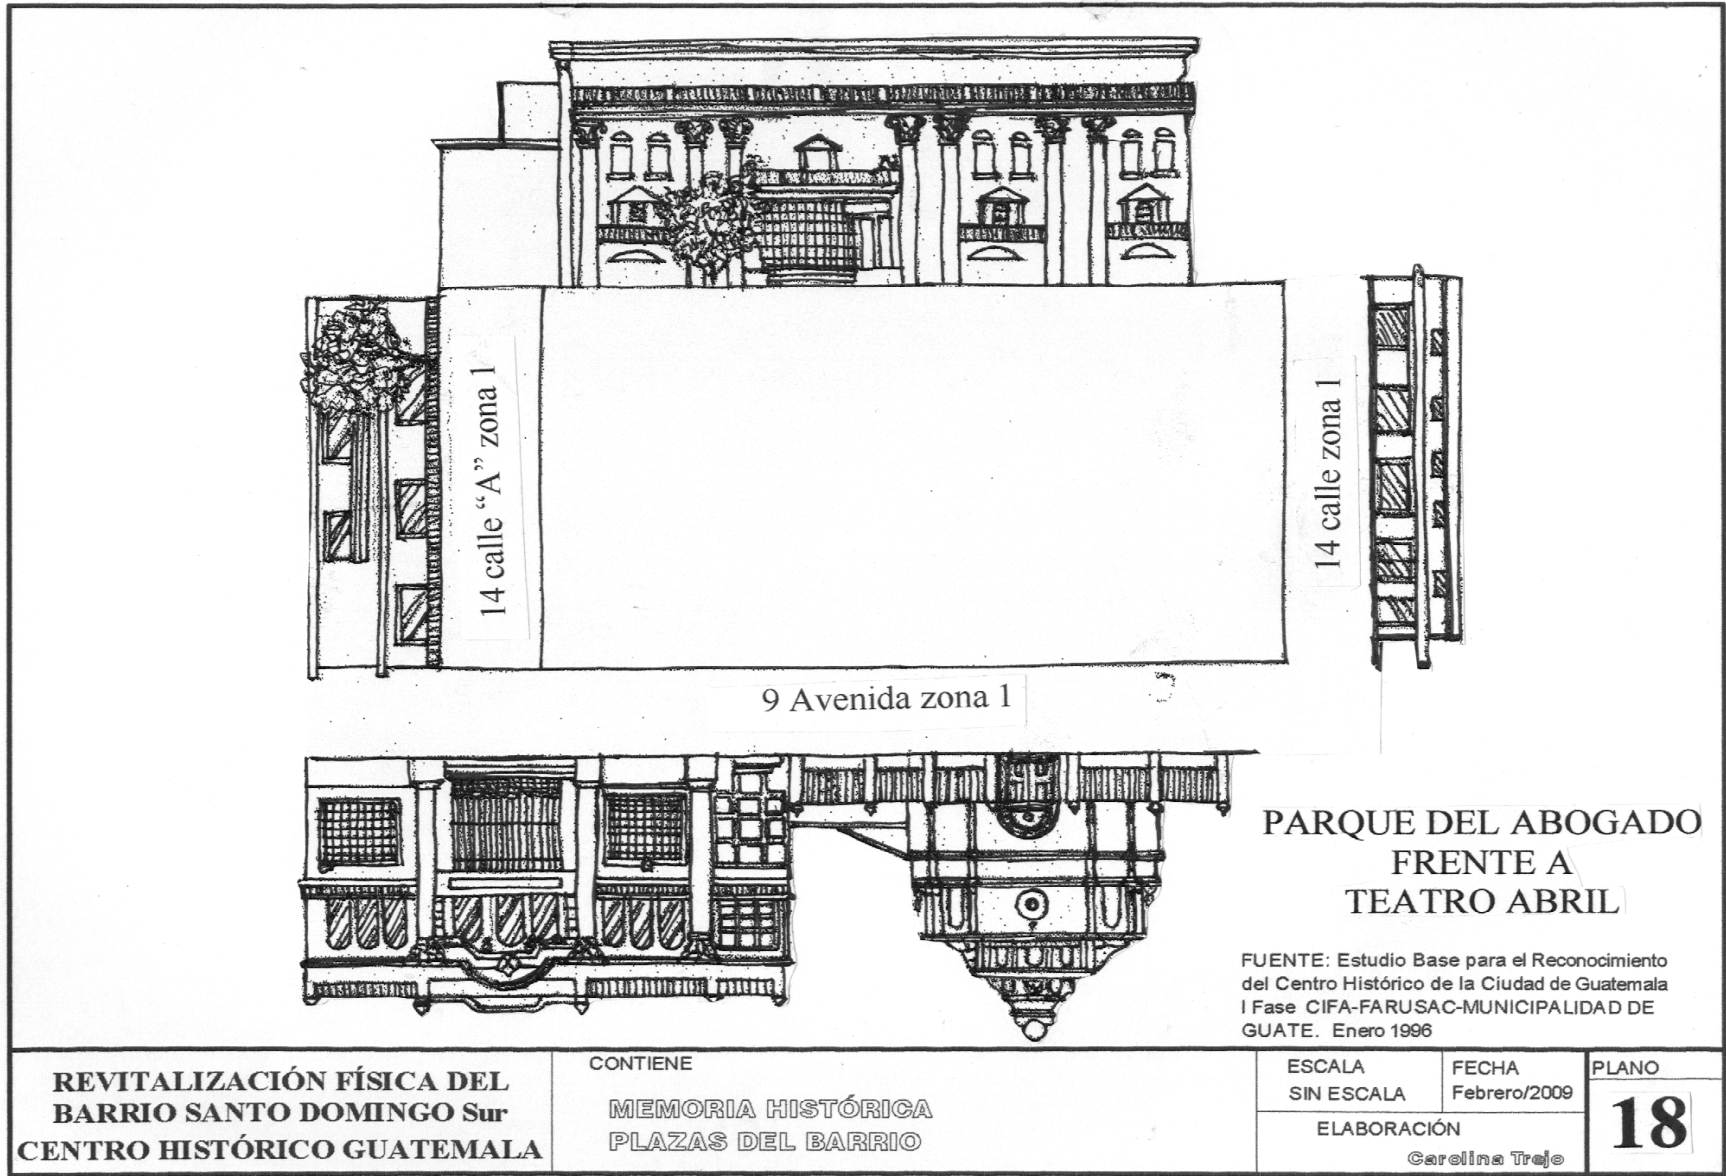 14 calle “A” zona 1
14 calle zona 1
9 Avenida zona 1
PARQUE DEL ABOGADO
FRENTE A
TEATRO ABRIL
FUENTE: Estudio Base para el Reconocimiento
del Centro Histórico de la Ciudad de Guatemala
I Fase CIFA-FARUSAC-MUNICIPALIDAD DE
GUATE. Enero 1996
REVITALIZACIÓN FÍSICA DEL
BARRIO SANTO DOMINGO Sur
CENTRO HISTÓRICO GUATEMALA
CONTIENE
MEMORIA HISTÓRICA
PLAZAS DEL BARRIO
ESCALA
SIN ESCALA
FECHA
Febrero/2009
ELABORACIÓN
Carolina Trejo
PLANO
18